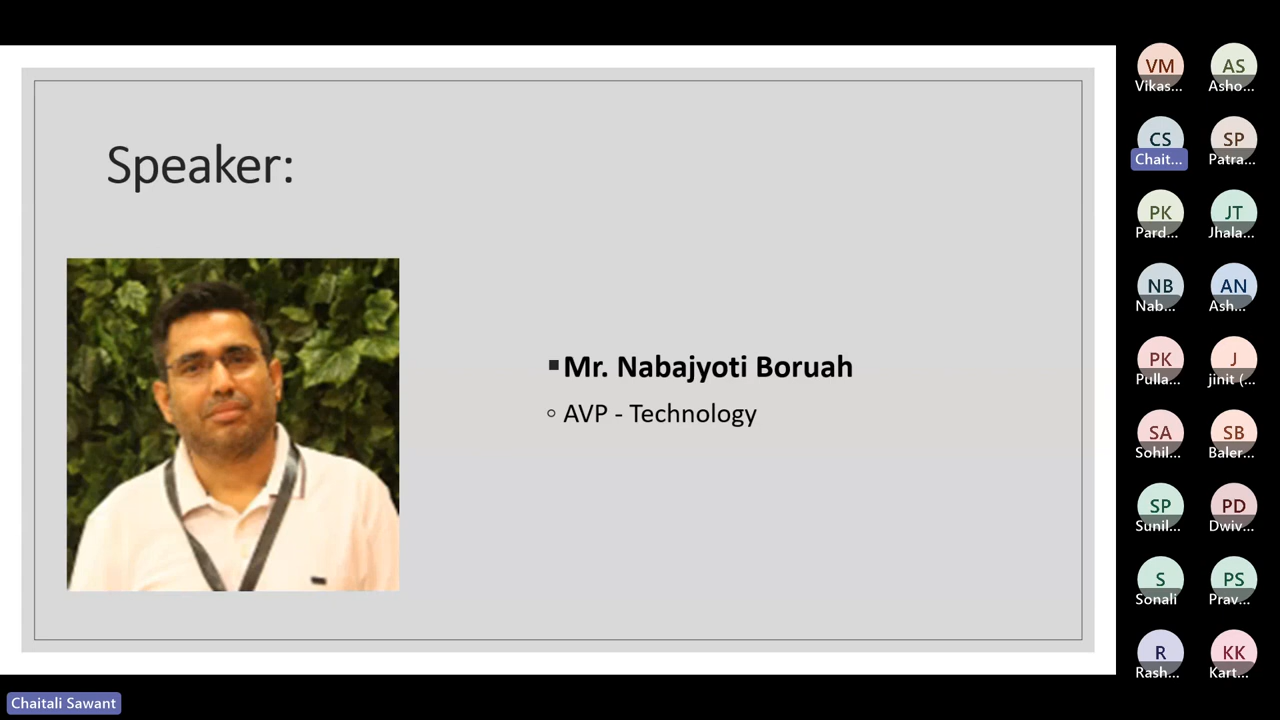 Speaker:
▪Mr. Nabajyoti Boruah
◦ AVP - Technology
VM
Vikas...
AS
Asho...
CS
Chait...
SP
Patra...
PK
Pard...
JT
Jhala...
NB
Nab...
AN
Ash...
PK
Pulla...
J
jinit (...
SA
Sohil...
SB
Baler...
SP
Sunil...
PD
Dwiv...
S
Sonali
PS
Prav...
R
Rash...
KK
Kart...
Chaitali Sawant